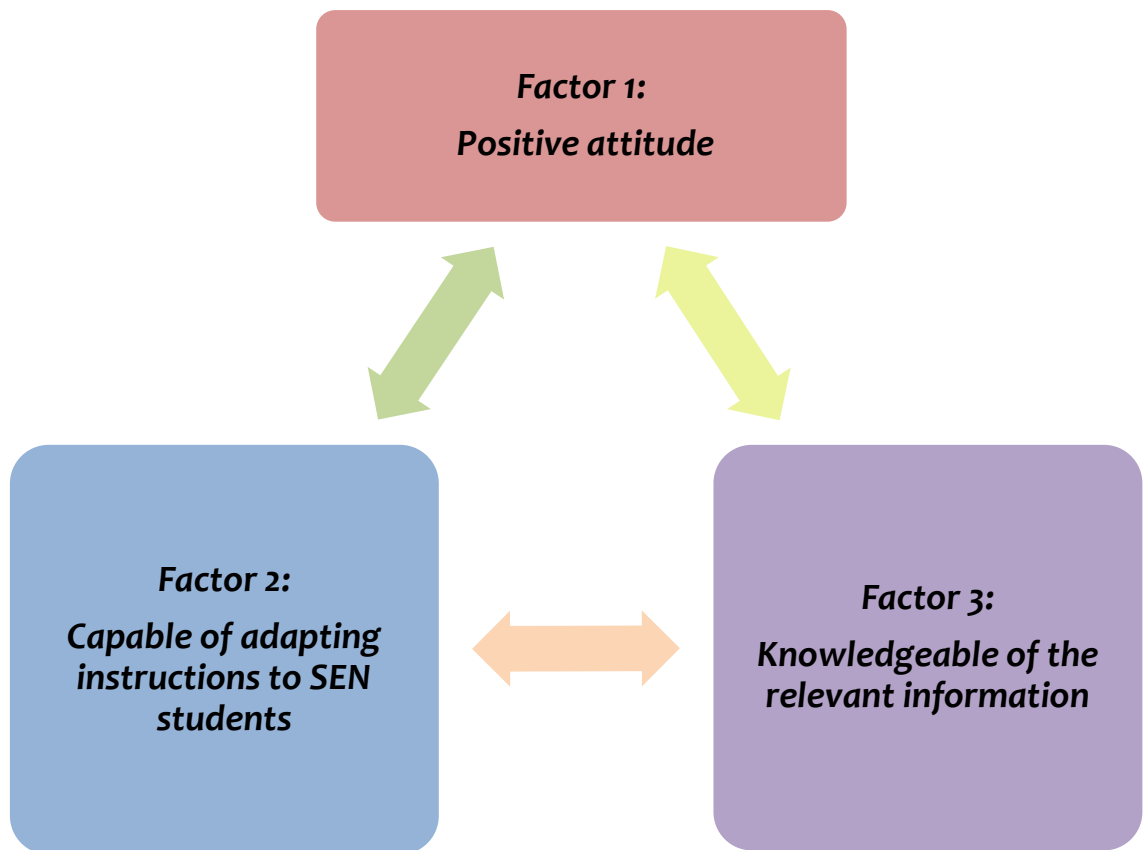 Factor 1:
Positive attitude
Factor 2:
Capable of adapting
instructions to SEN
students
Factor 3:
Knowledgeable of the
relevant information